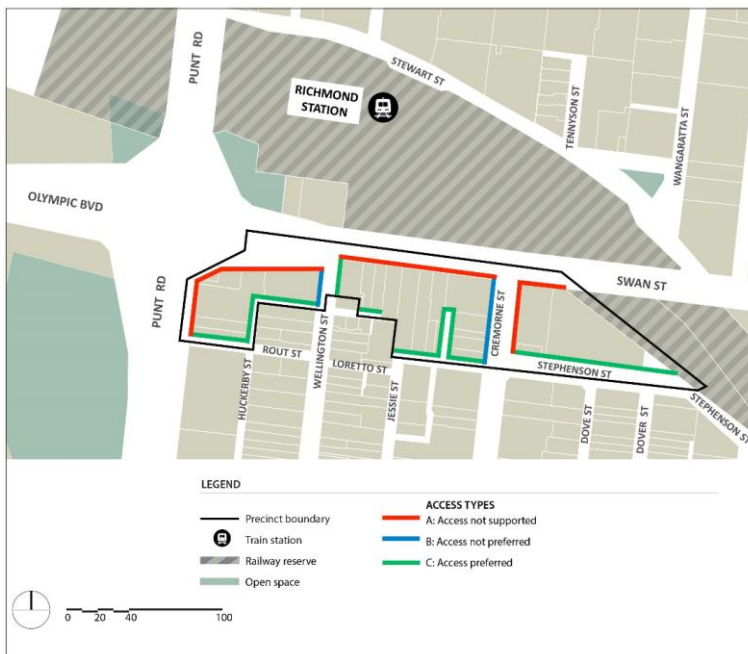 PUNT RD
STEWART ST
RICHMOND
STATION
TENNYSON ST
WANGARATTA ST
OLYMPIC BVD
SWAN ST
PUNT RD
CREMORNE ST
WELLINGTON ST
ROUT ST
LORETTO ST
STEPHENSON ST
HUCKERBY ST
JESSIE ST
DOVE ST
DOVER ST
STEPHENSON ST
LEGEND
Precinct boundary
Train station
Railway reserve
Open space
ACCESS TYPES
A: Access not supported
B: Access not preferred
C: Access preferred
0 20 40 100